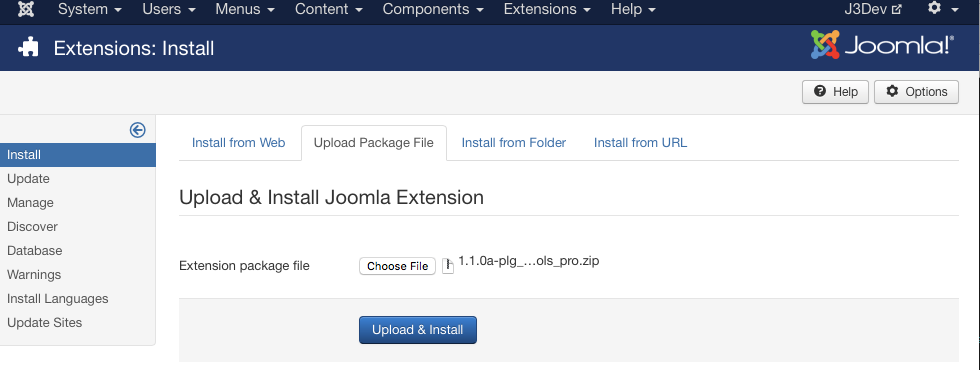 System Users Menus Content Components Extensions Help J3Dev
Extensions: Install Joomla!®
Help Options
Install from Web Upload Package File Install from Folder Install from URL
Install
Update
Manage
Discover
Database
Warnings
Install Languages
Update Sites
Upload & Install Joomla Extension
Extension package file Choose File 1.1.0a-plg_...ols_pro.zip
Upload & Install